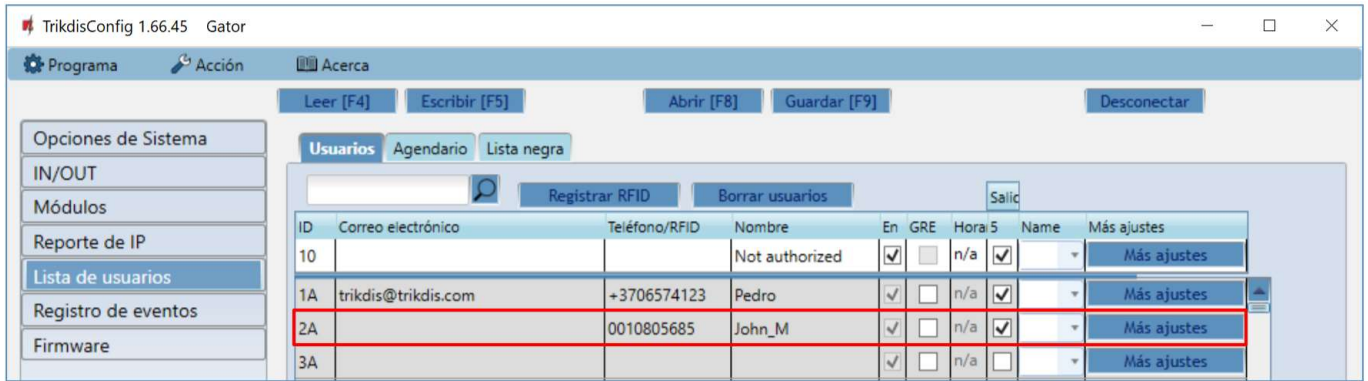 TrikdisConfig 1.66.45 Gator
Programa Acción Acerca
Leer [F4] Escribir [F5] Abrir [F8] Guardar [F9] Desconectar
Opciones de Sistema
IN/OUT
Módulos
Reporte de IP
Lista de usuarios
Registro de eventos
Firmware
Usuarios Agendario Lista negra
Registrar RFID Borrar usuarios Salic
ID Correo electrónico Teléfono/RFID Nombre En GRE Horai 5 Name Más ajustes
10 Not authorized n/a Más ajustes
1A trikdis@trikdis.com +3706574123 Pedro n/a Más ajustes
2A 0010805685 John_M n/a Más ajustes
3A n/a Más ajustes